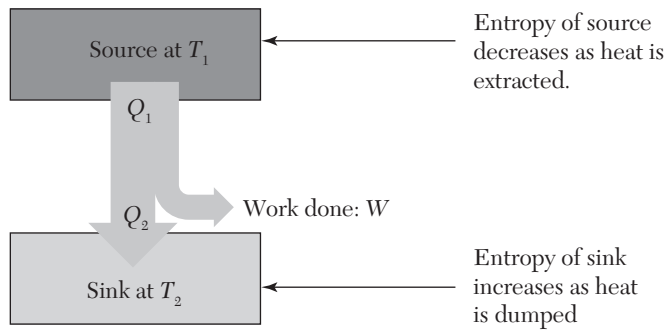 Source at T₁
Entropy of source
decreases as heat is
extracted.
Q₁
Q₂
Work done: W
Sink at T₂
Entropy of sink
increases as heat
is dumped